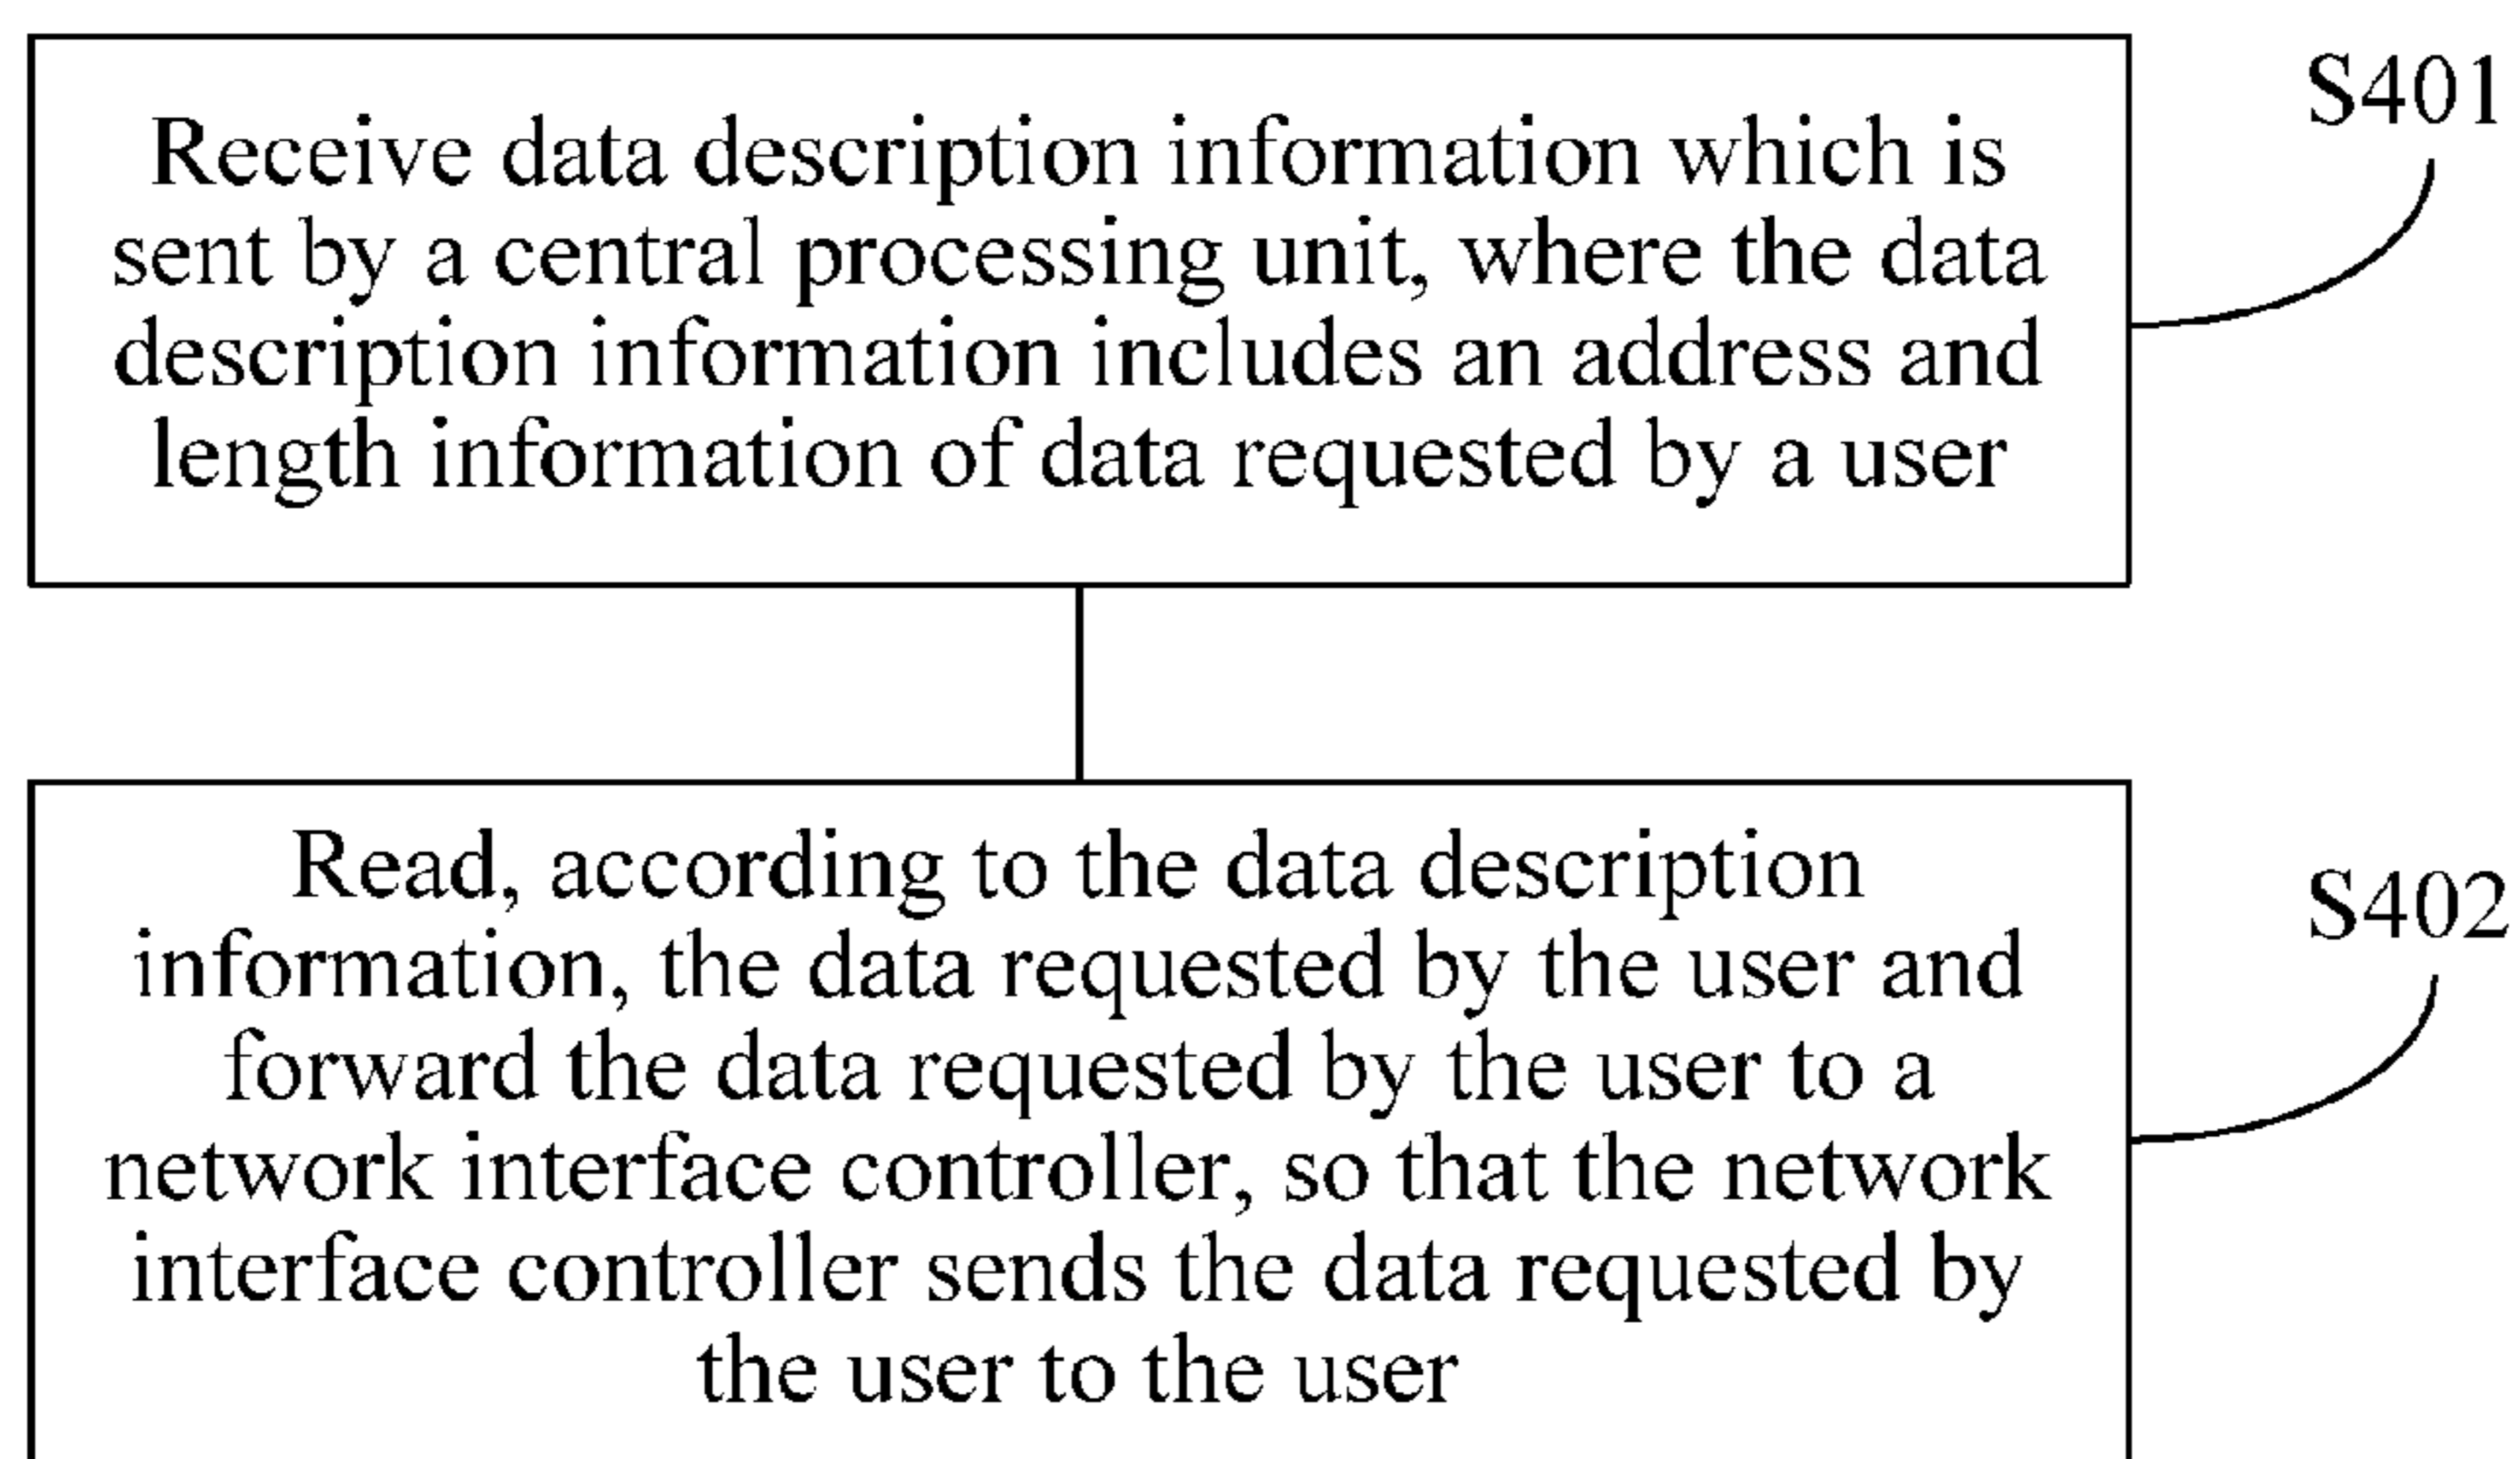 Receive data description information which is
sent by a central processing unit, where the data
description information includes an address and
length information of data requested by a user
S401
Read, according to the data description
information, the data requested by the user and
forward the data requested by the user to a
network interface controller, so that the network
interface controller sends the data requested by
the user to the user
S402